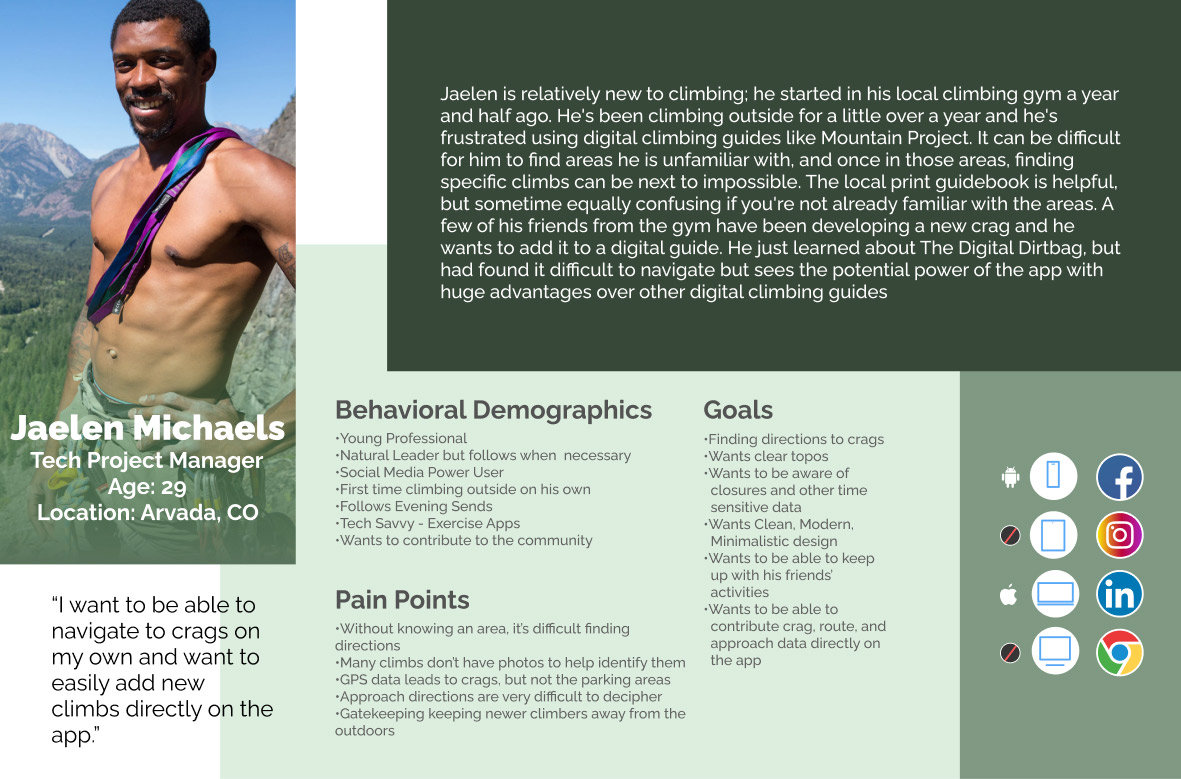 Jaelen is relatively new to climbing; he started in his local climbing gym a year
and half ago. He's been climbing outside for a little over a year and he's
frustrated using digital climbing guides like Mountain Project. It can be difficult
for him to find areas he is unfamiliar with, and once in those areas, finding
specific climbs can be next to impossible. The local print guidebook is helpful,
but sometime equally confusing if you're not already familiar with the areas. A
few of his friends from the gym have been developing a new crag and he
wants to add it to a digital guide. He just learned about The Digital Dirtbag, but
had found it difficult to navigate but sees the potential power of the app with
huge advantages over other digital climbing guides
Jaelen Michaels
Tech Project Manager
Age: 29
Location: Arvada, CO
“I want to be able to
navigate to crags on
my own and want to
easily add new
climbs directly on the
app.”
Behavioral Demographics
•Young Professional
•Natural Leader but follows when  necessary
•Social Media Power User
•First time climbing outside on his own
•Follows Evening Sends
•Tech Savvy - Exercise Apps
•Wants to contribute to the community
Pain Points
•Without knowing an area, it’s difficult finding
directions
•Many climbs don’t have photos to help identify them
•GPS data leads to crags, but not the parking areas
•Approach directions are very difficult to decipher
•Gatekeeping keeping newer climbers away from the
outdoors
Goals
•Finding directions to crags
•Wants clear topos
•Wants to be aware of
closures and other time
sensitive data
•Wants Clean, Modern,
Minimalistic design
•Wants to be able to keep
up with his friends’
activities
•Wants to be able to
contribute crag, route, and
approach data directly on
the app
f
in